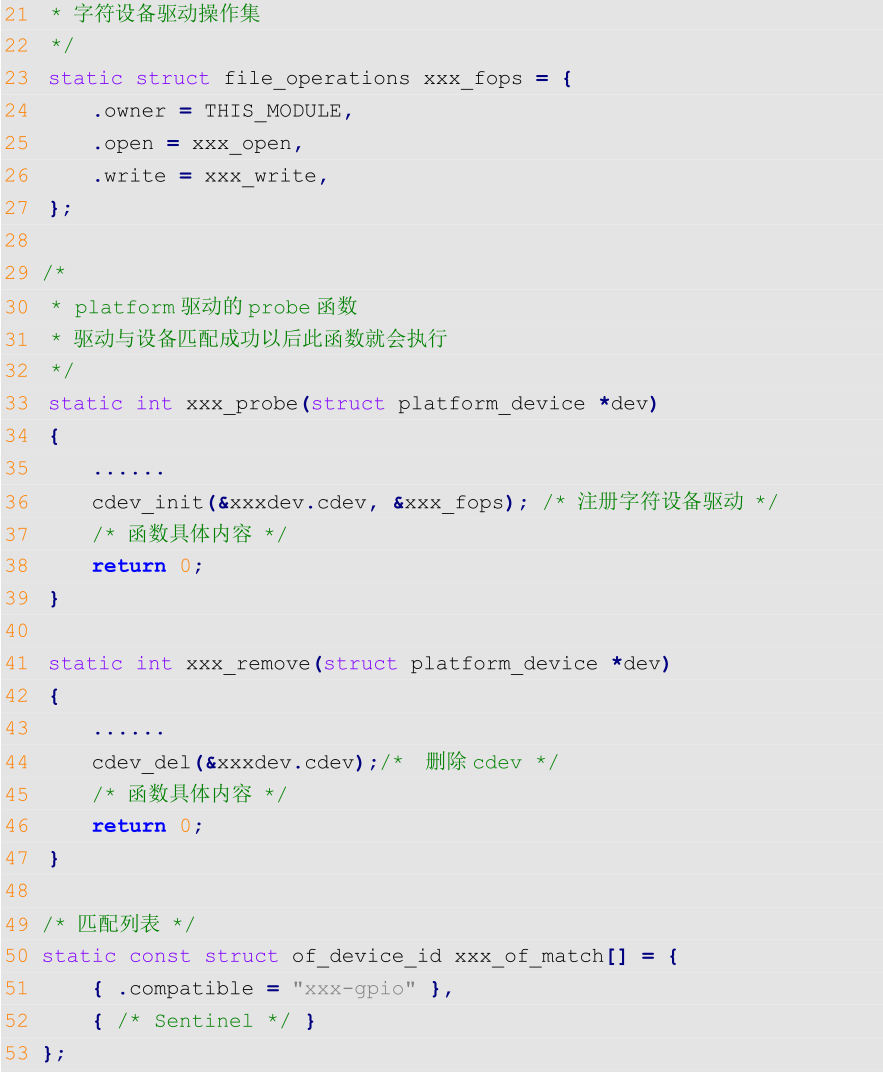 21  * 字符设备驱动操作集
22  */
23 static struct file_operations xxx_fops = {
24     .owner = THIS_MODULE,
25     .open = xxx_open,
26     .write = xxx_write,
27 };
28
29 /*
30  * platform 驱动的 probe 函数
31  * 驱动与设备匹配成功以后此函数就会执行
32  */
33 static int xxx_probe(struct platform_device *dev)
34 {
35     ......
36     cdev_init(&xxxdev.cdev, &xxx_fops); /* 注册字符设备驱动 */
37     /* 函数具体内容 */
38     return 0;
39 }
40
41 static int xxx_remove(struct platform_device *dev)
42 {
43     ......
44     cdev_del(&xxxdev.cdev);/*  删除 cdev */
45     /* 函数具体内容 */
46     return 0;
47 }
48
49 /* 匹配列表 */
50 static const struct of_device_id xxx_of_match[] = {
51     { .compatible = "xxx-gpio" },
52     { /* Sentinel */ }
53 };